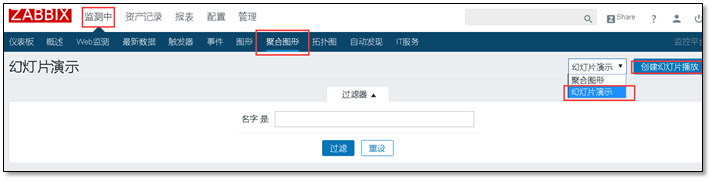 ZABBIX 监测中 资产记录 报表 配置 管理 Z Share ?
仪表板 概述 Web监测 最新数据 触发器 事件 图形 聚合图形 拓扑图 自动发现 IT服务 监控平台
幻灯片演示 幻灯片演示 ▼ 创建幻灯片播放
聚合图形
幻灯片演示
过滤器 ▲
名字 是
过滤 重设